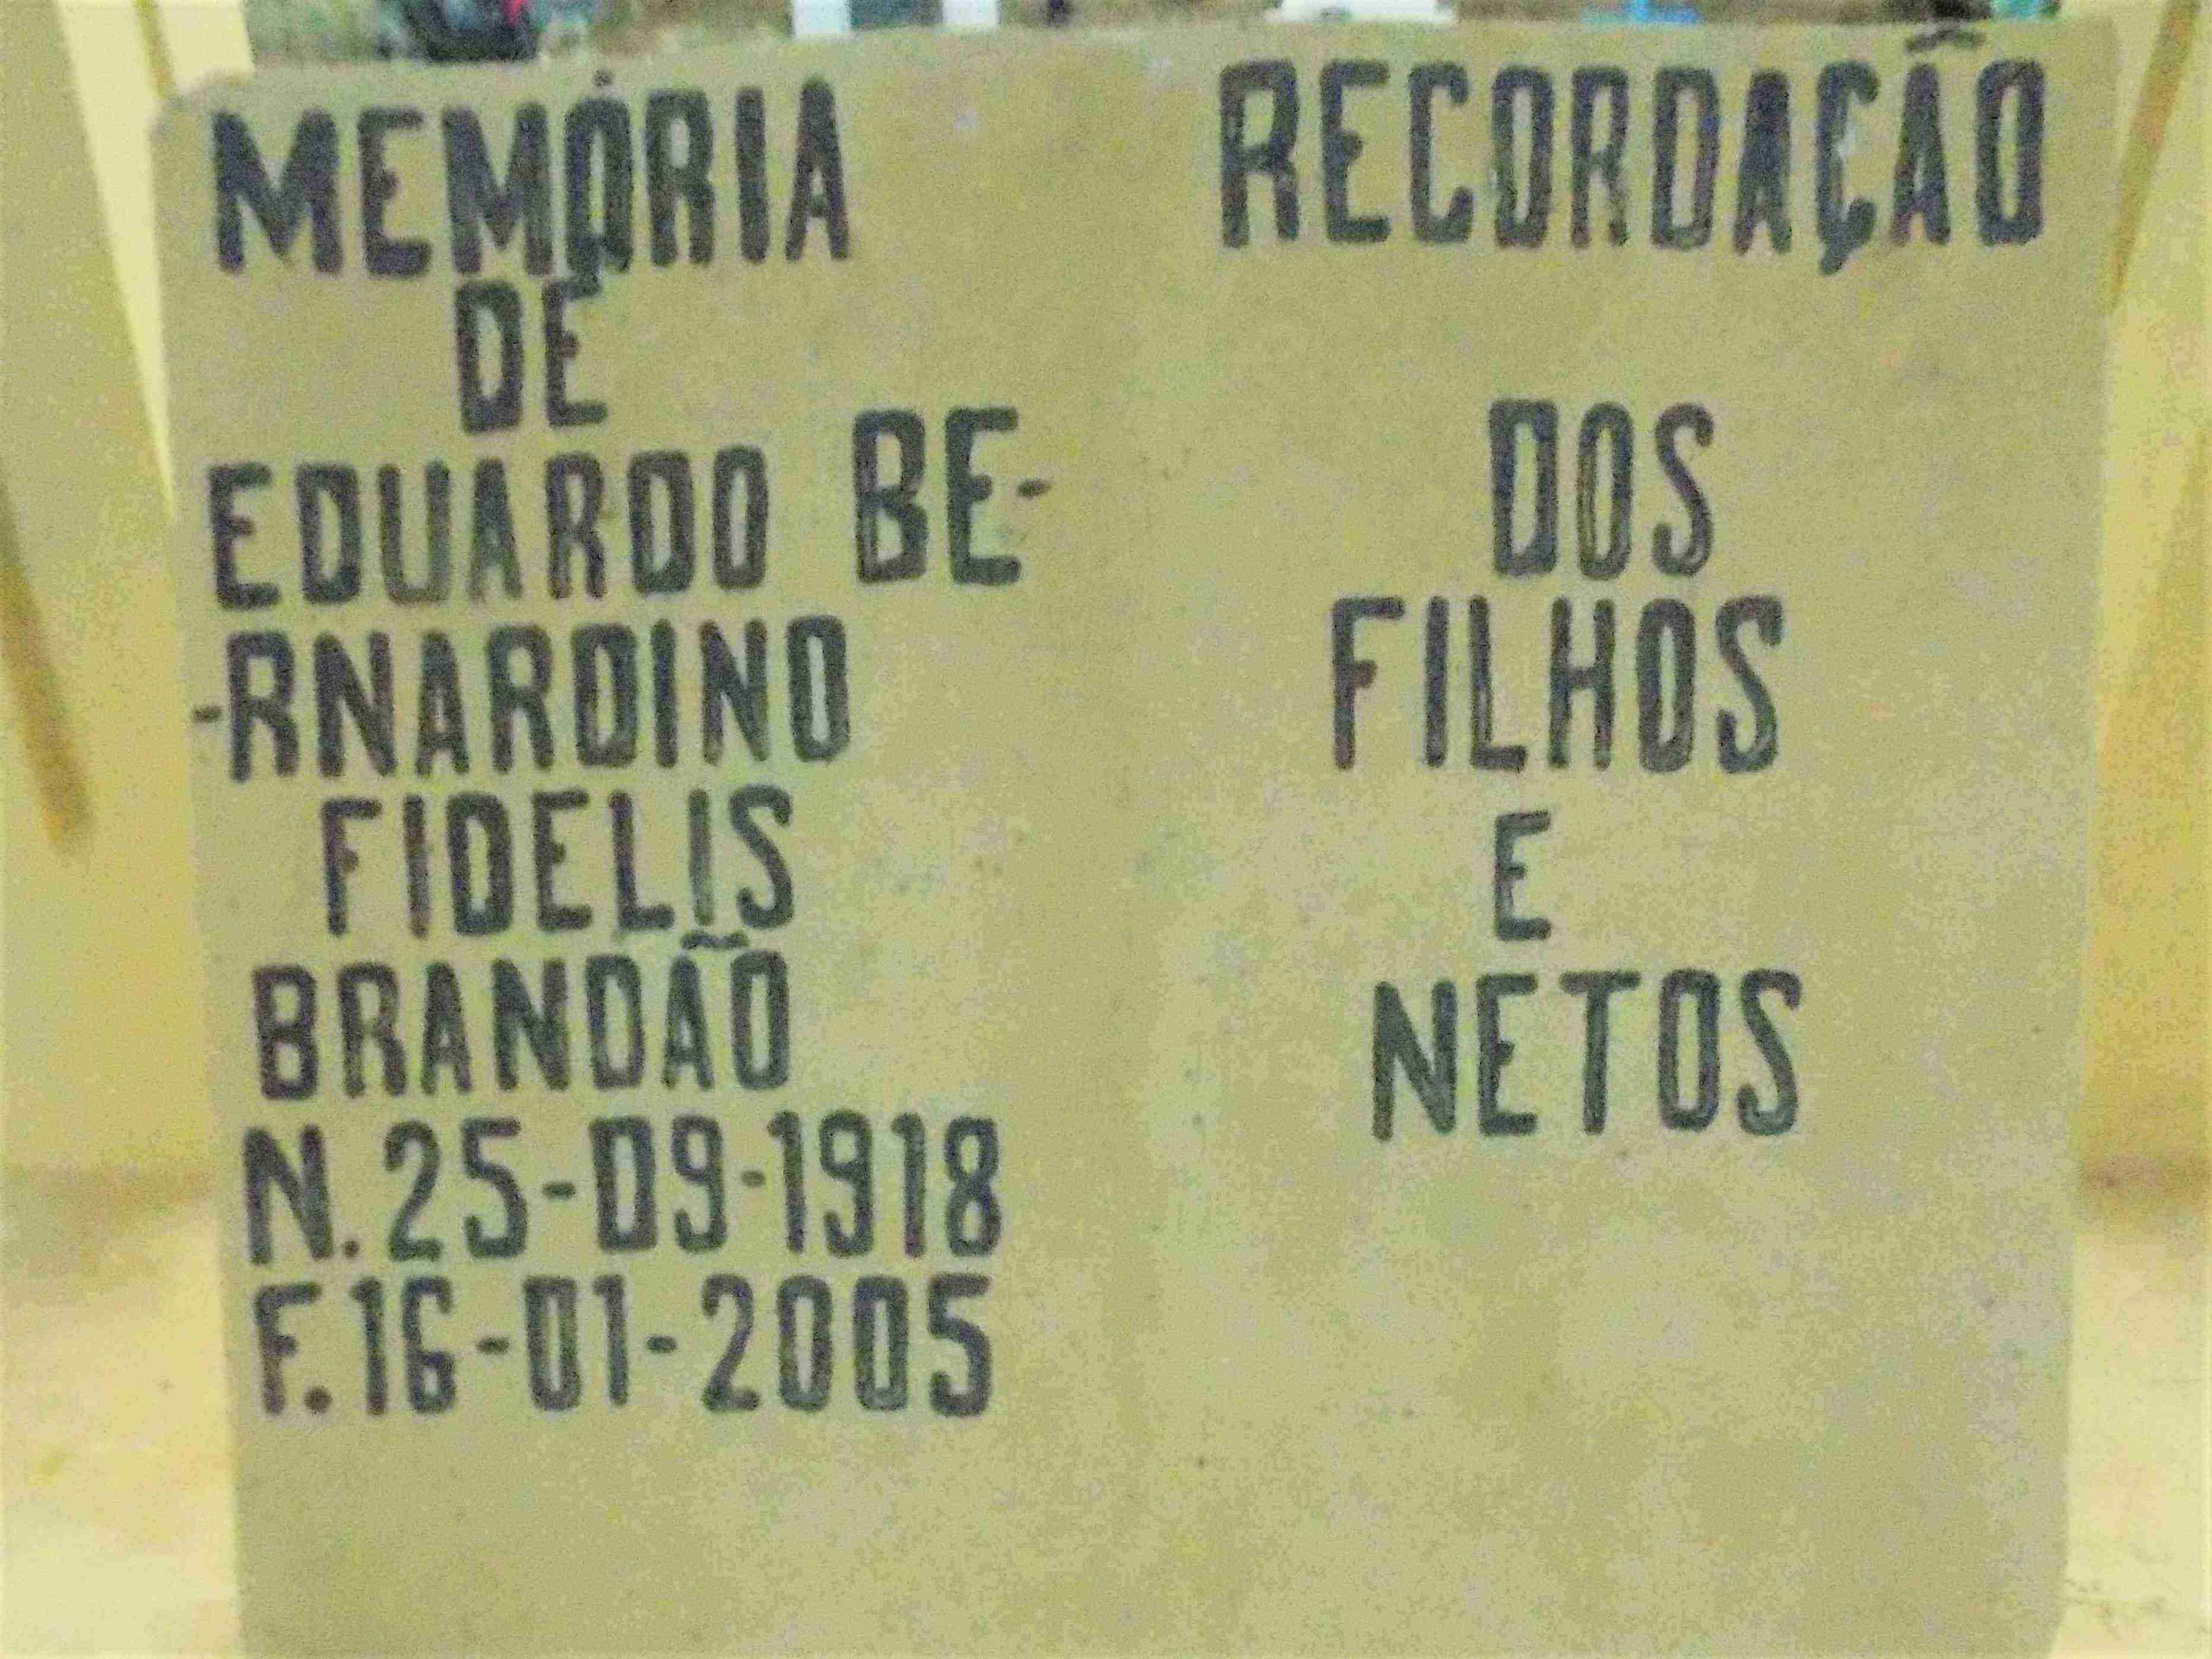 MEMÓRIA
DE
EDUARDO BE-
-RNARDINO
FIDELIS
BRANDÃO
N.25-09-1918
F.16-01-2005
RECORDAÇÃO
DOS
FILHOS
E
NETOS